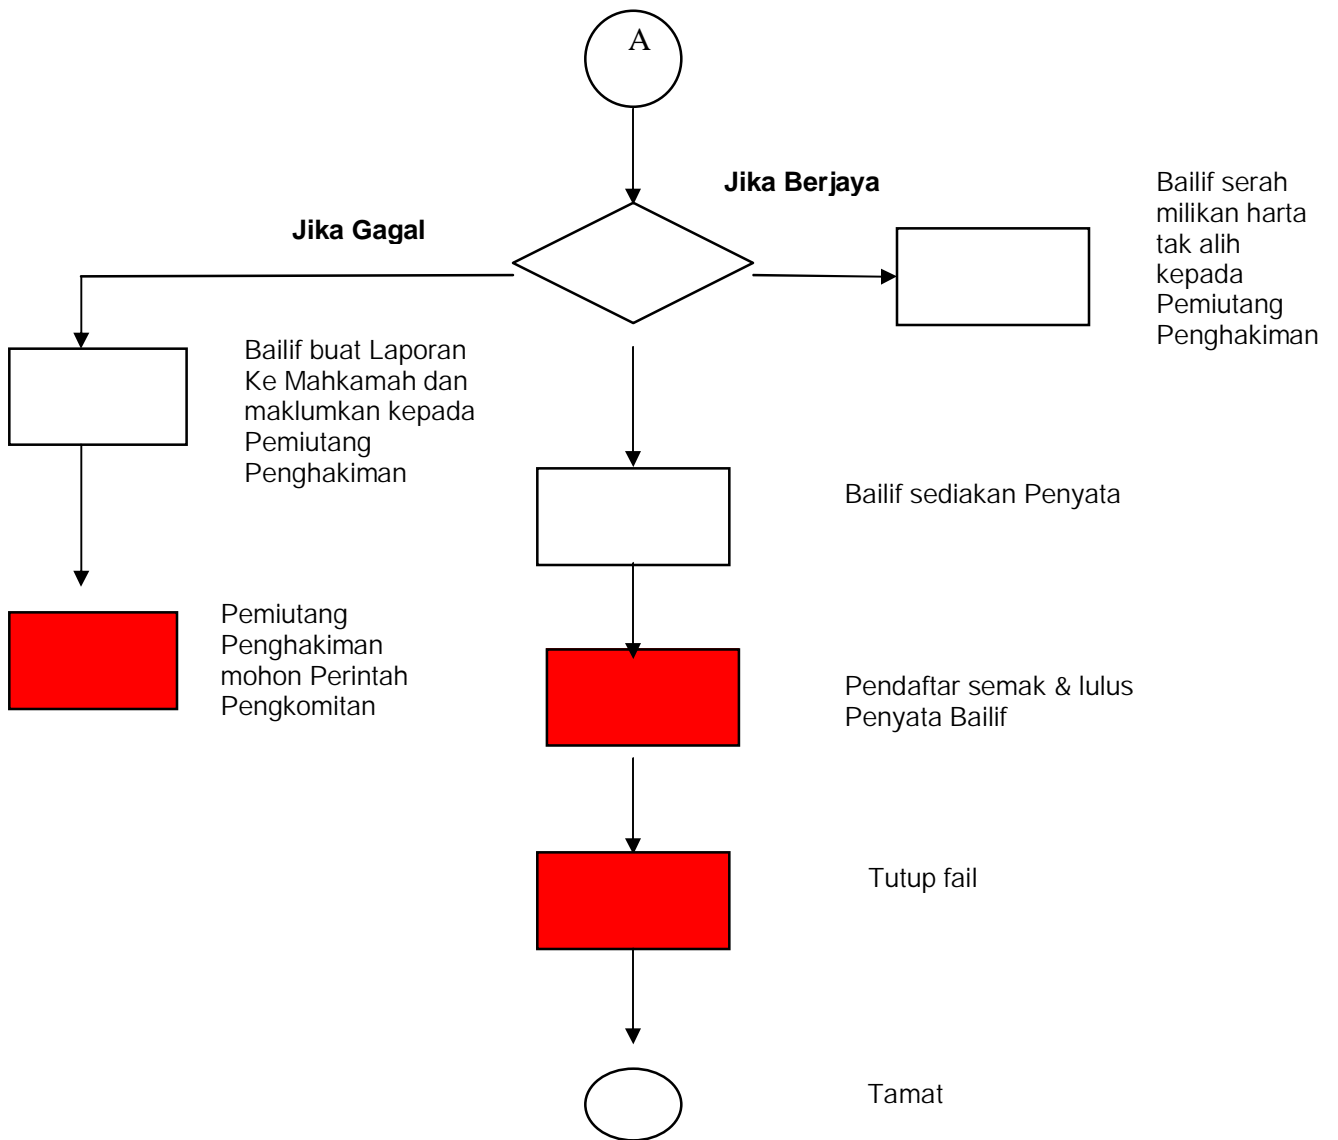 A
Jika Berjaya
Bailif serah
milikan harta
tak alih
kepada
Pemiutang
Penghakiman
Jika Gagal
Bailif buat Laporan
Ke Mahkamah dan
maklumkan kepada
Pemiutang
Penghakiman
Bailif sediakan Penyata
Pemiutang
Penghakiman
mohon Perintah
Pengkomitan
Pendaftar semak & lulus
Penyata Bailif
Tutup fail
Tamat